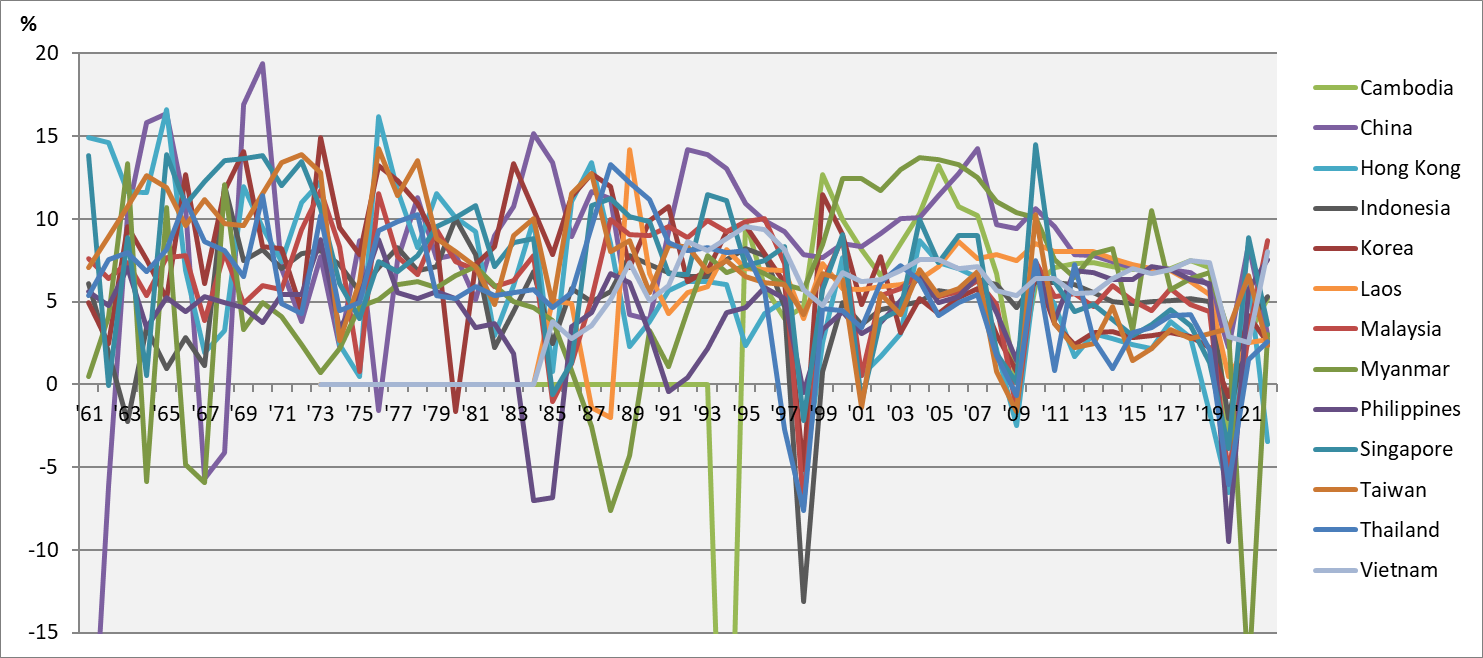 %
20
15
10
5
0
-5
-10
-15
'61 '63 '65 '67 '69 '71 '73 '75 '77 '79 '81 '83 '85 '87 '89 '91 '93 '95 '97 '99 '01 '03 '05 '07 '09 '11 '13 '15 '17 '19 '21
Cambodia
China
Hong Kong
Indonesia
Korea
Laos
Malaysia
Myanmar
Philippines
Singapore
Taiwan
Thailand
Vietnam